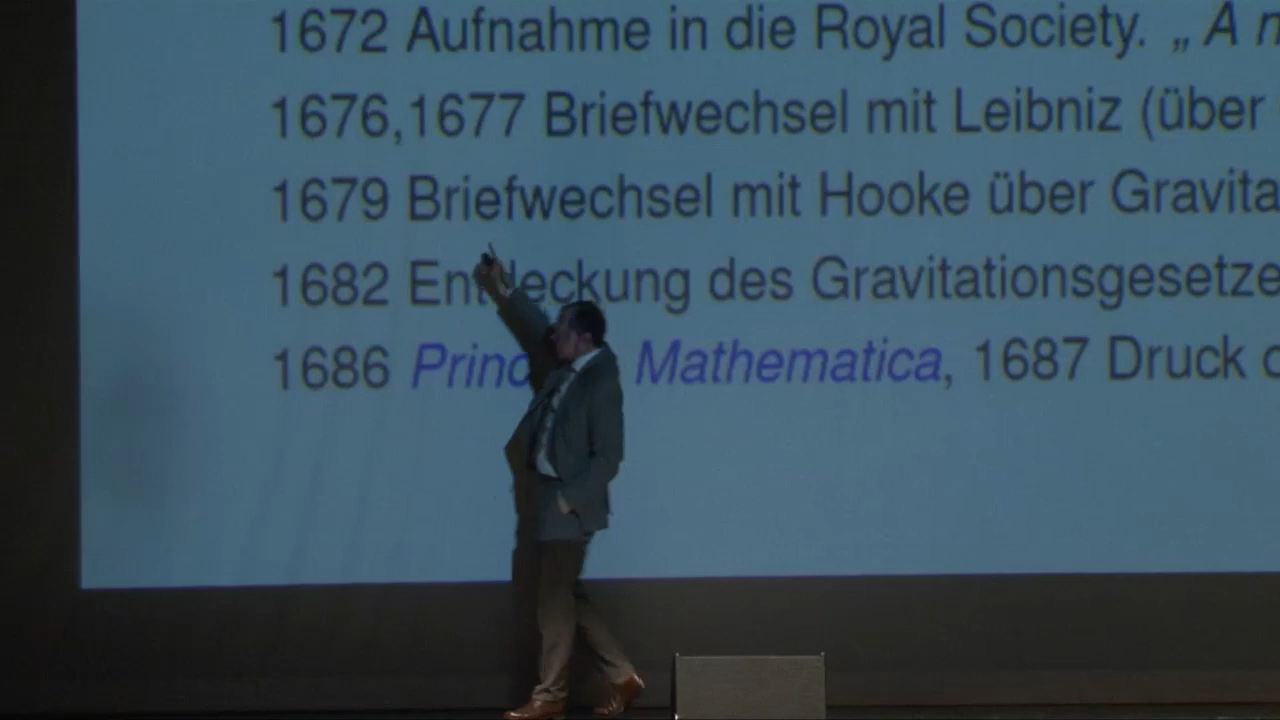 1672 Aufnahme in die Royal Society. „ A
1676,1677 Briefwechsel mit Leibniz (über
1679 Briefwechsel mit Hooke über Gravita
1682 Entdeckung des Gravitationsgesetze
1686 Princ Mathematica, 1687 Druck